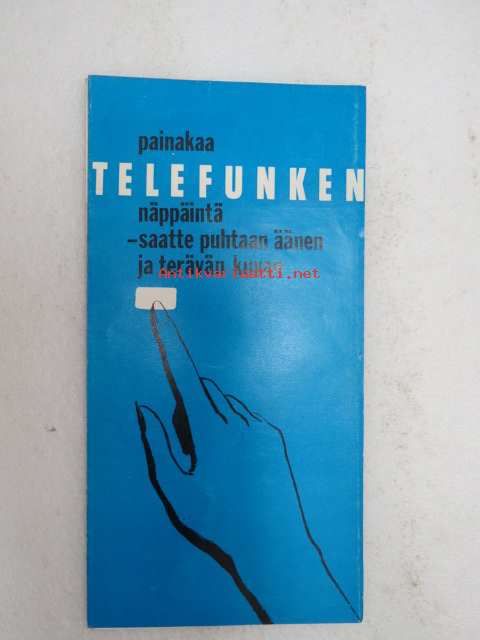 painakaa
TELEFUNKEN
näppäintä
–saatte puhtaan äänen
ja terävän kuvan
Antikvariaatti.net